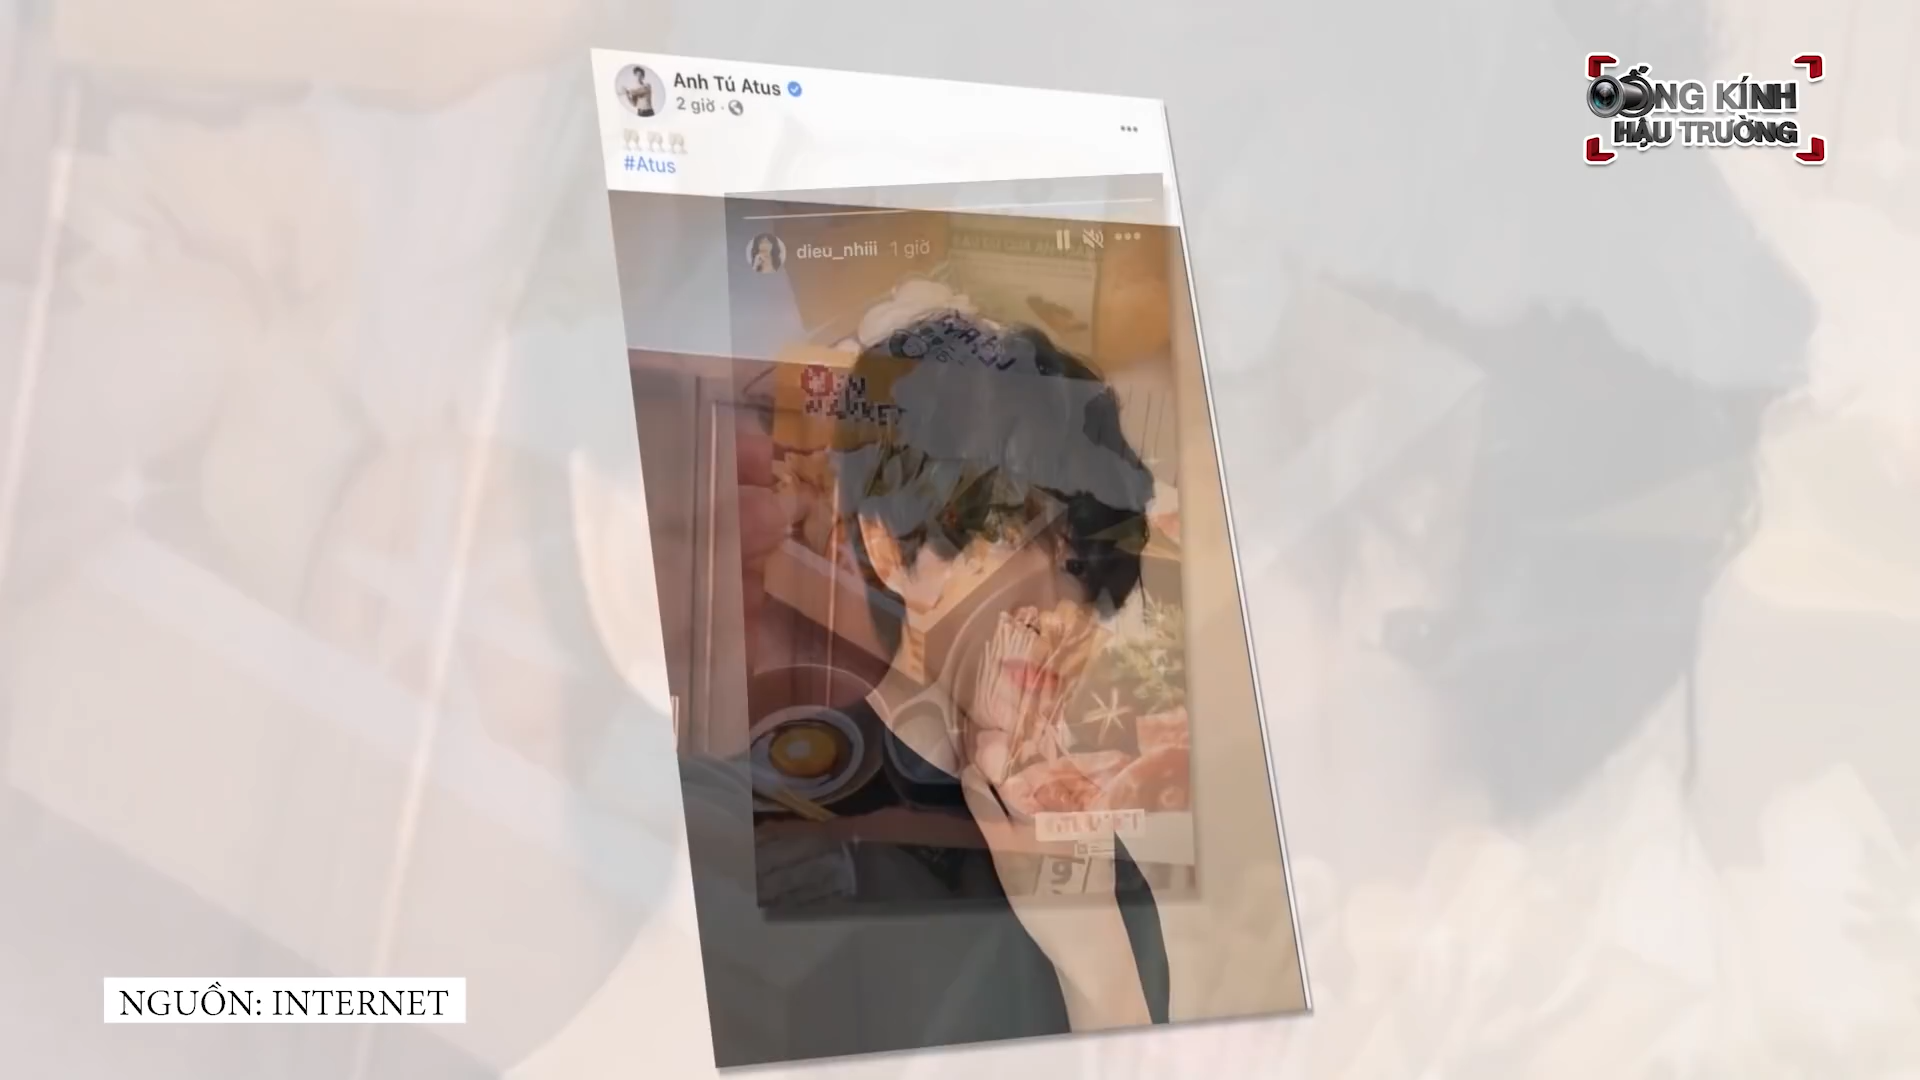 Anh Tú Atus
2 giờ
#Atus
dieu_nhiii 1 giờ
ỐNG KÍNH
HẬU TRƯỜNG
NGUỒN: INTERNET